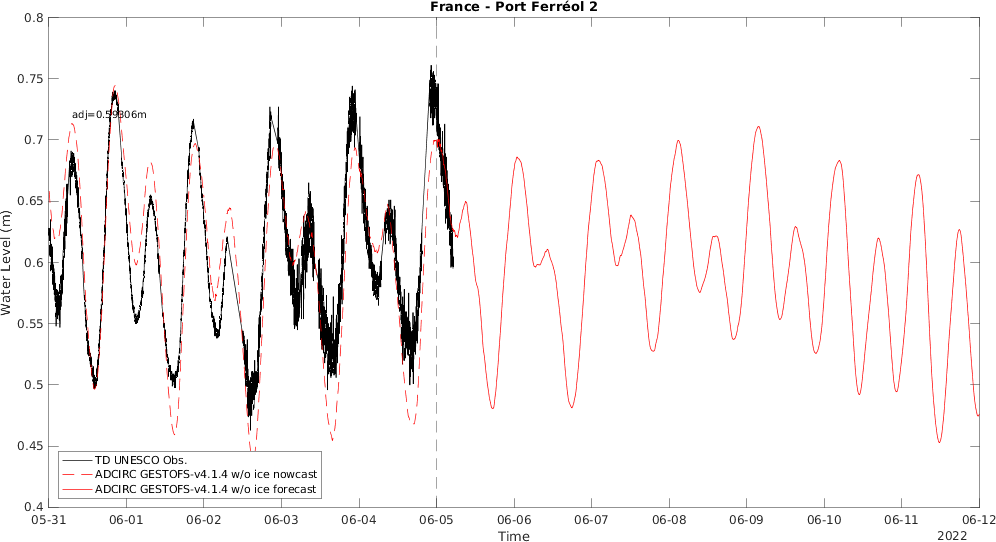 France - Port Ferréol 2
0.8
0.75
0.7
0.65
0.6
0.55
0.5
0.45
0.4
Water Level (m)
adj=0.59306m
TD UNESCO Obs.
ADCIRC GESTOFS-v4.1.4 w/o ice nowcast
ADCIRC GESTOFS-v4.1.4 w/o ice forecast
05-31 06-01 06-02 06-03 06-04 06-05 06-06 06-07 06-08 06-09 06-10 06-11 06-12
Time
2022